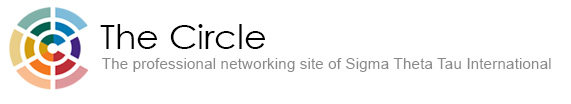 The Circle
The professional networking site of Sigma Theta Tau International